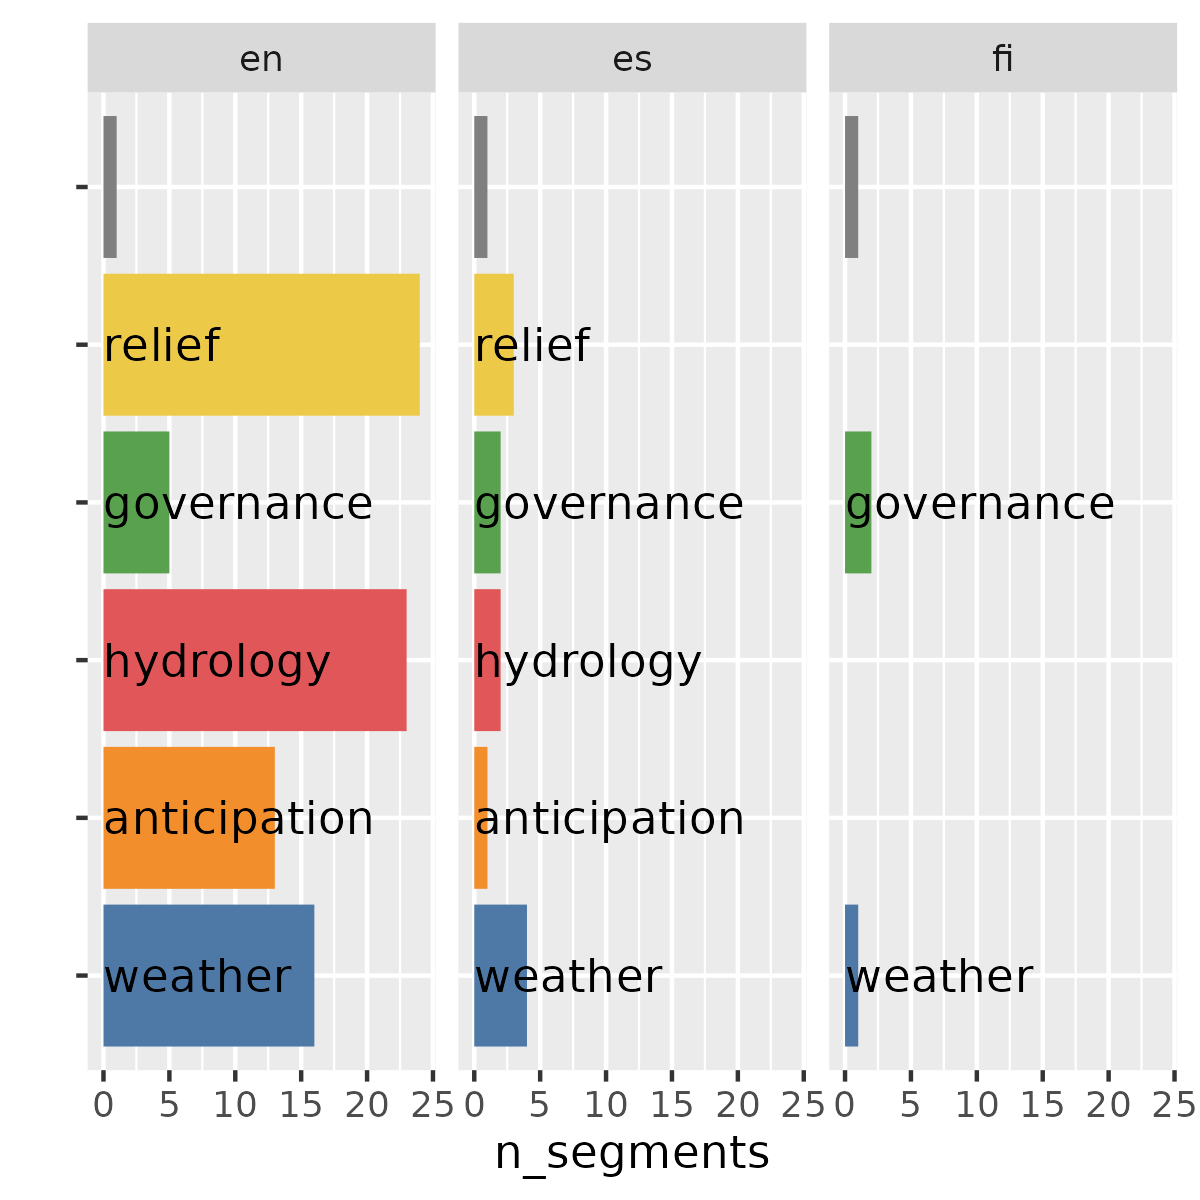 en es fi
relief relief
governance governance governance
hydrology hydrology
anticipation anticipation
weather weather weather
0 5 10 15 20 25 0 5 10 15 20 25 0 5 10 15 20 25
n_segments